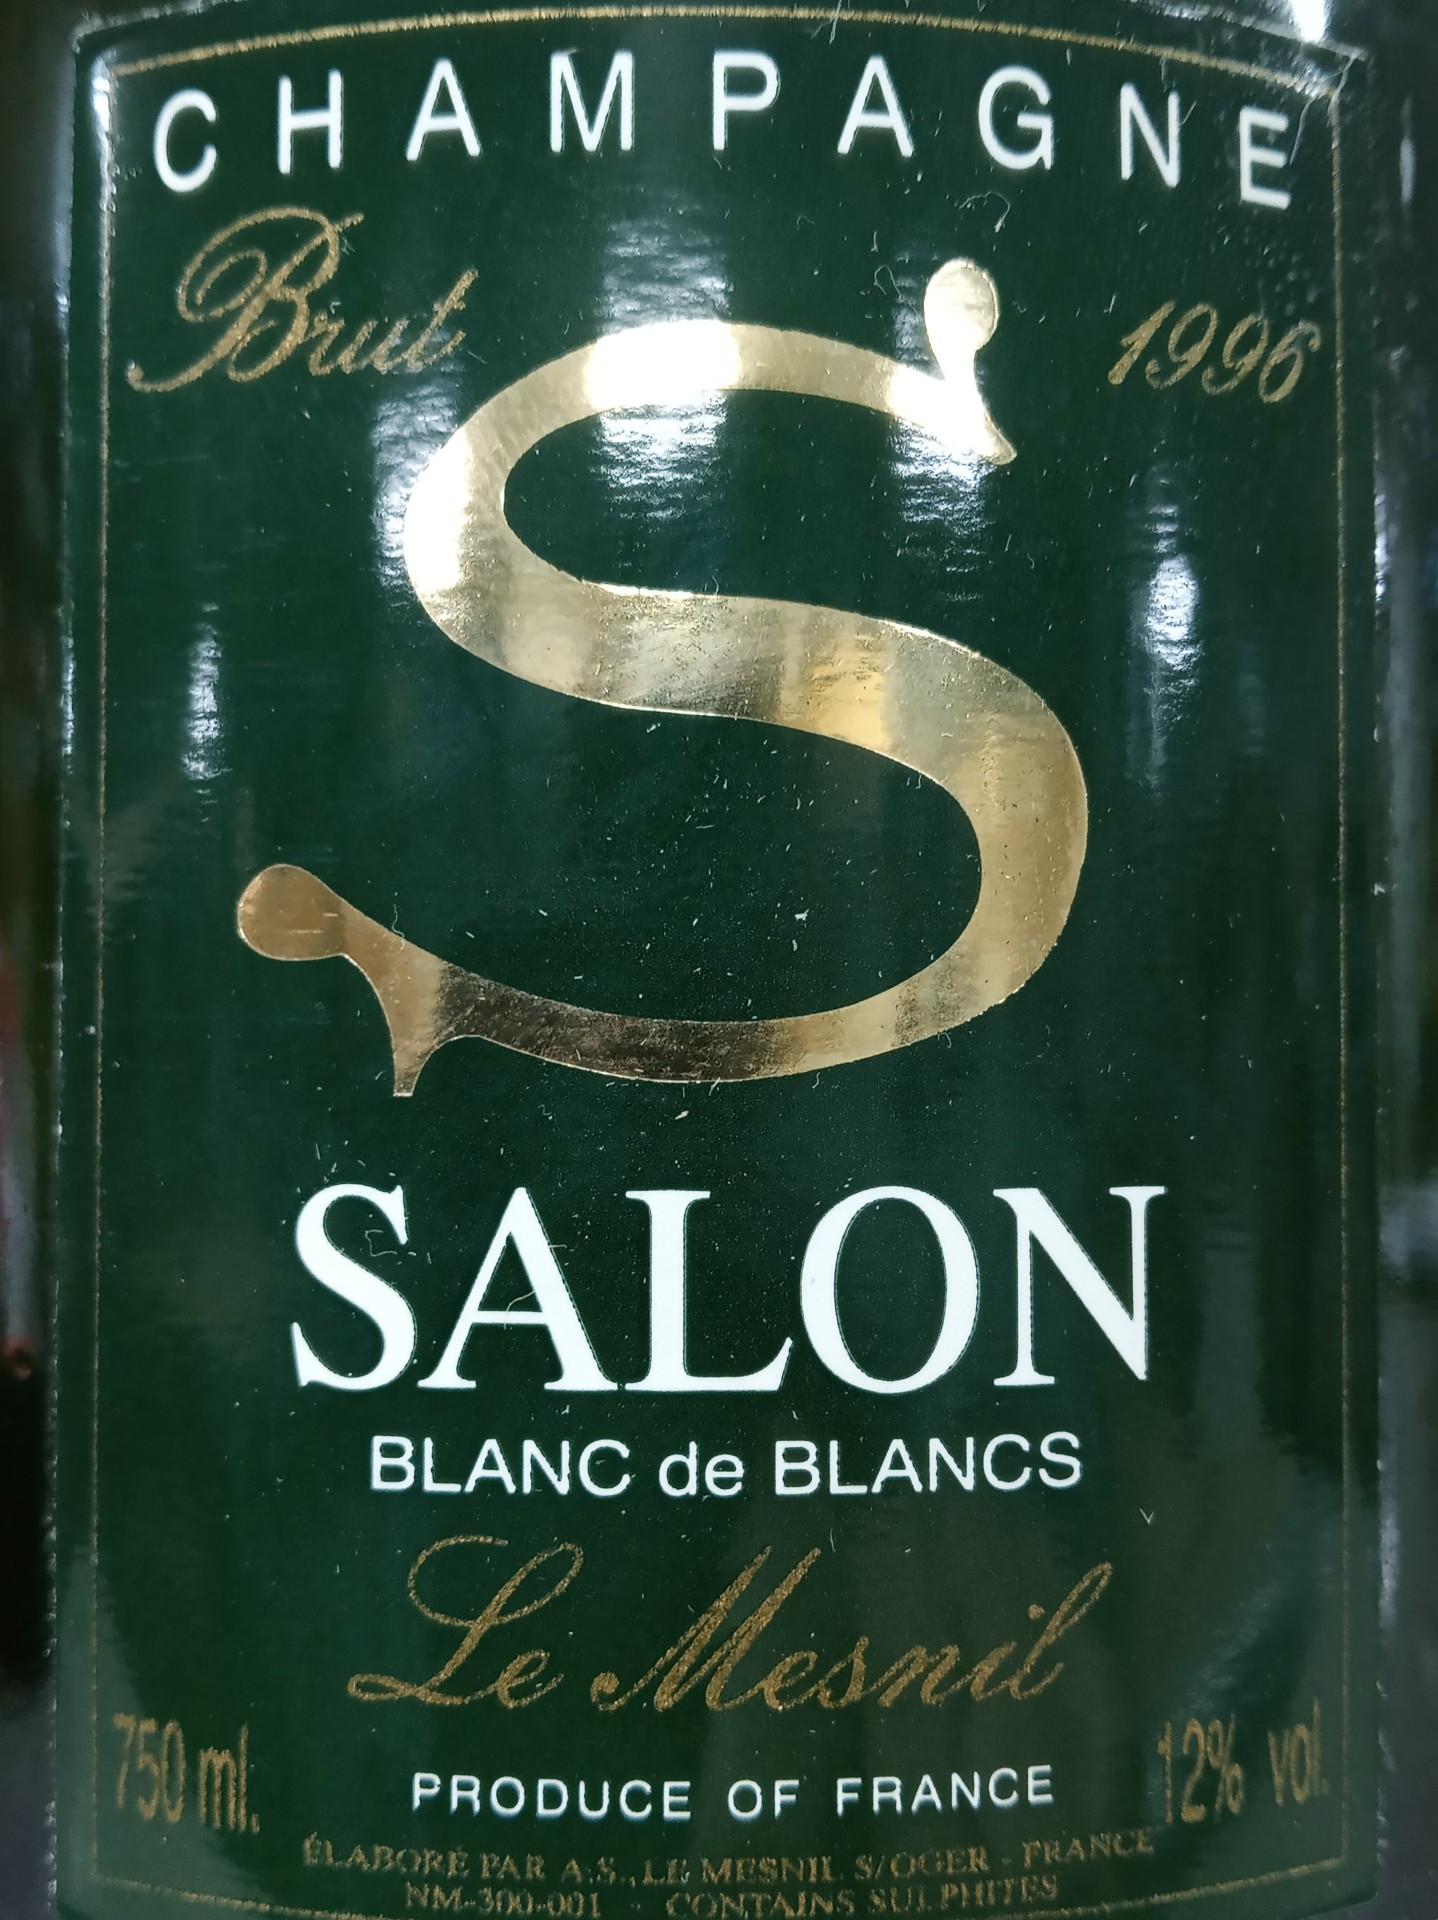 CHAMPAGNE
Brut 1996
S
SALON
BLANC de BLANCS
Le Mesnil
750 ml. 12% vol.
PRODUCE OF FRANCE
ÉLABORÉ PAR A.S., LE MESNIL S/OGER - FRANCE
NM-300-001 - CONTAINS SULPHITES